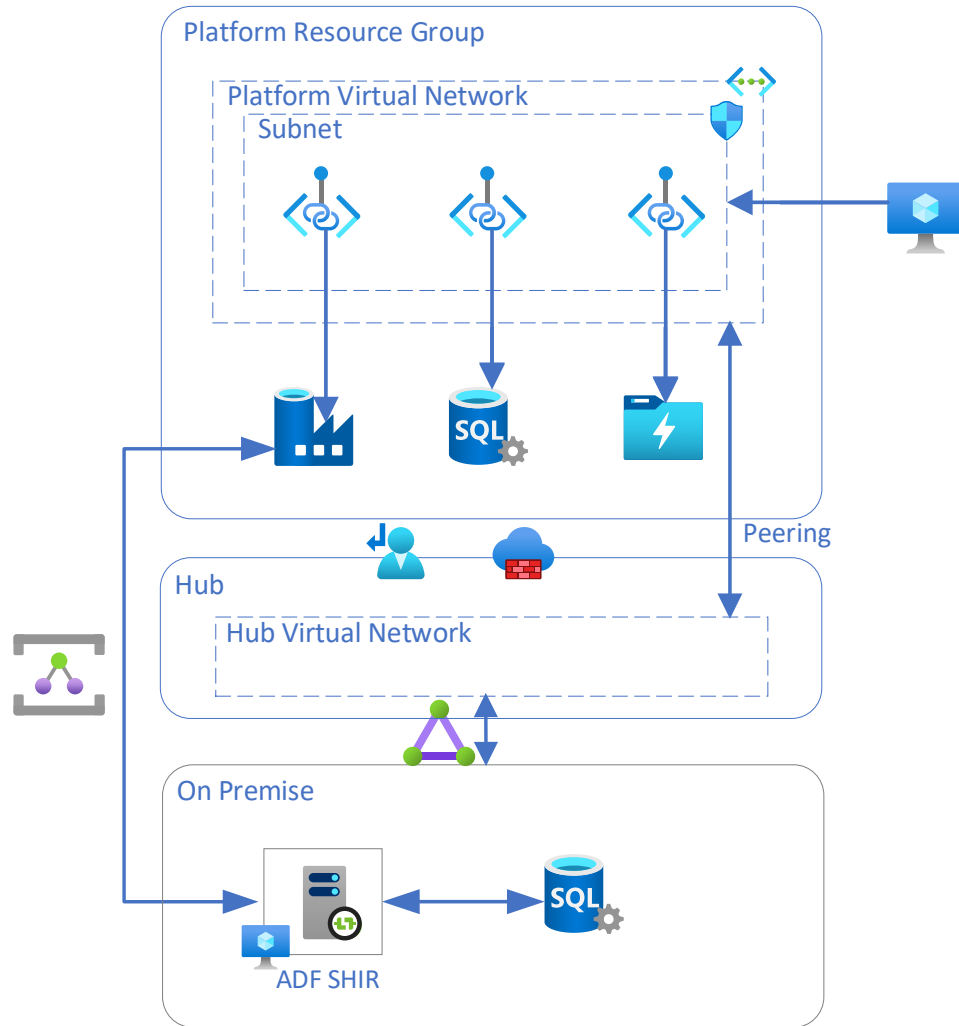 Platform Resource Group
Platform Virtual Network
Subnet
SQL
Peering
Hub
Hub Virtual Network
On Premise
SQL
ADF SHIR